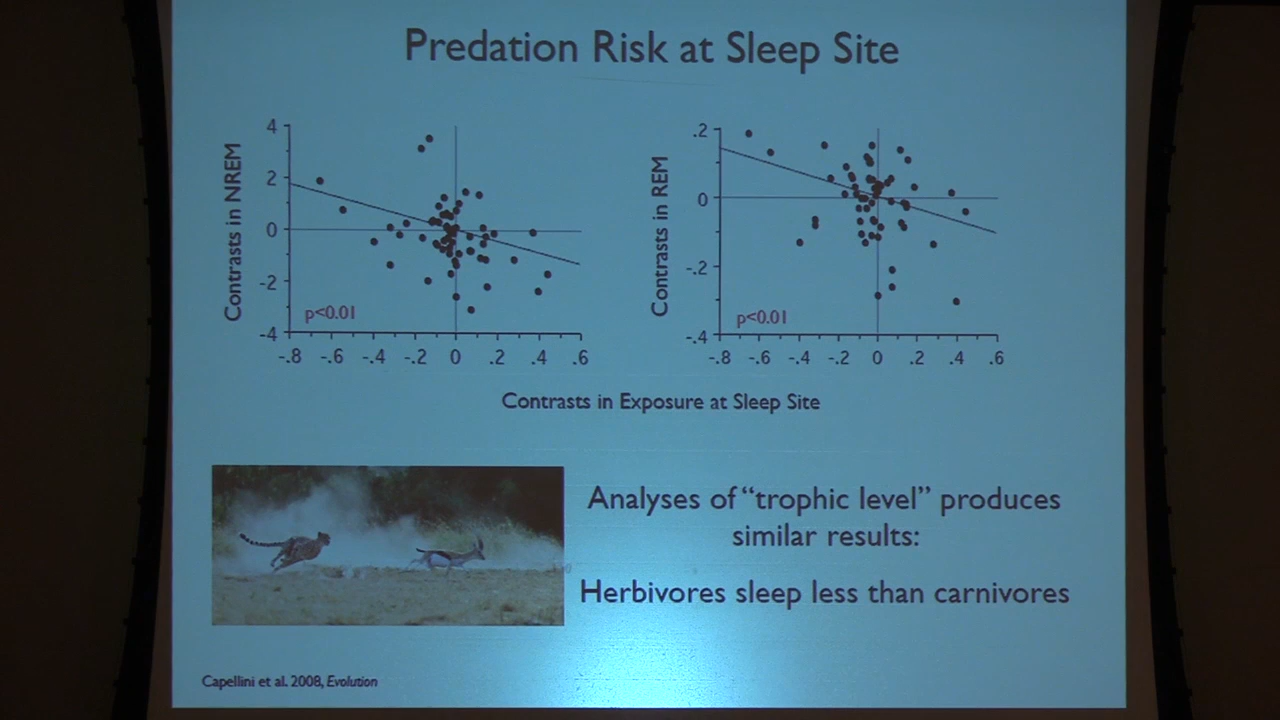 Predation Risk at Sleep Site
Contrasts in NREM
4
2
0
-2
-4
p<0.01
-.8 -.6 -.4 -.2 0 .2 .4 .6
Contrasts in REM
.2
0
-.2
-.4
p<0.01
-.8 -.6 -.4 -.2 0 .2 .4 .6
Contrasts in Exposure at Sleep Site
Analyses of “trophic level” produces
similar results:
Herbivores sleep less than carnivores
Capellini et al. 2008, Evolution